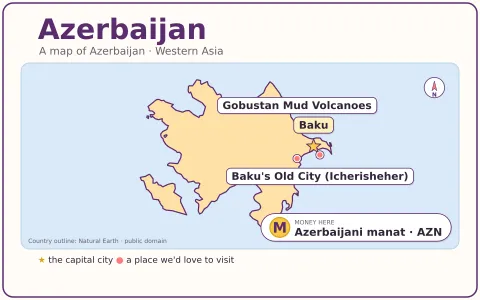 Azerbaijan
A map of Azerbaijan · Western Asia
Gobustan Mud Volcanoes
N
Baku
Baku's Old City (Icherisheher)
M
MONEY HERE
Azerbaijani manat · AZN
Country outline: Natural Earth · public domain
★ the capital city ● a place we'd love to visit